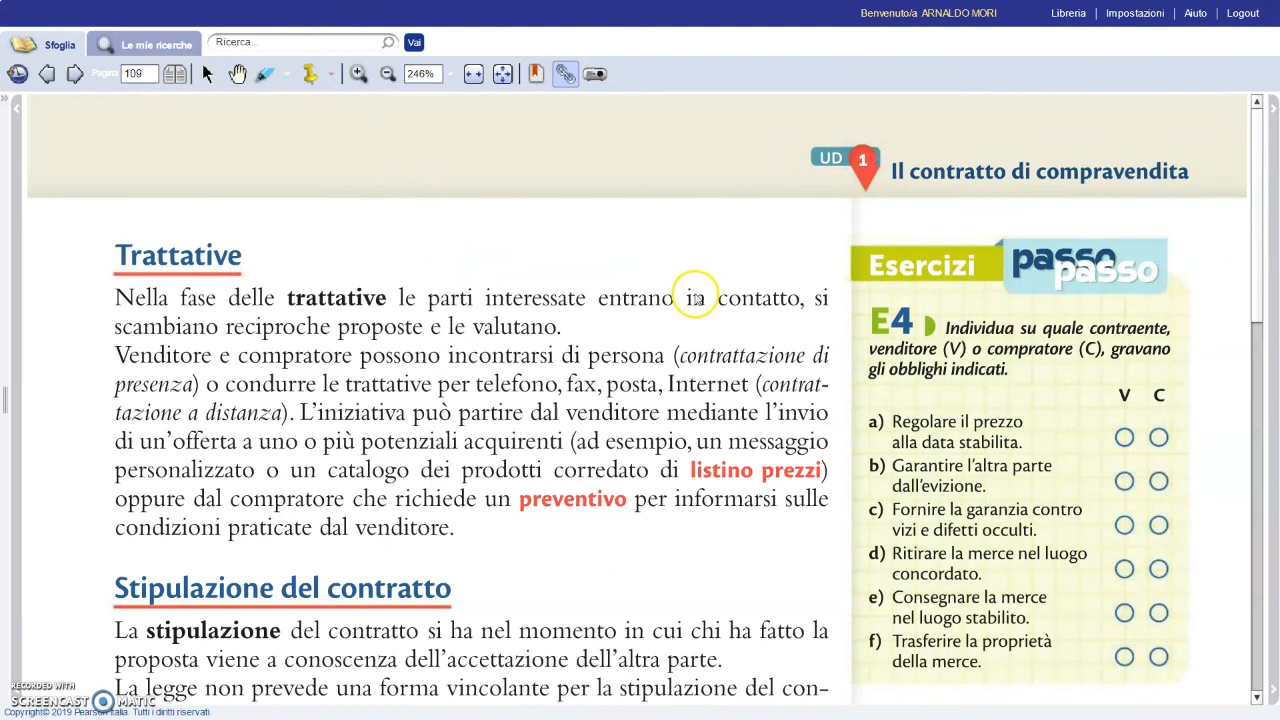 Benvenuto/a ARNALDO MORI
Libreria | Impostazioni | Aiuto | Logout
Sfoglia
Le mie ricerche
Ricerca...
Vai
Pagina 109
246%
UD 1 Il contratto di compravendita
Trattative
Nella fase delle trattative le parti interessate entrano in contatto, si
scambiano reciproche proposte e le valutano.
Venditore e compratore possono incontrarsi di persona (contrattazione di
presenza) o condurre le trattative per telefono, fax, posta, Internet (contrat-
tazione a distanza). L'iniziativa può partire dal venditore mediante l'invio
di un'offerta a uno o più potenziali acquirenti (ad esempio, un messaggio
personalizzato o un catalogo dei prodotti corredato di listino prezzi)
oppure dal compratore che richiede un preventivo per informarsi sulle
condizioni praticate dal venditore.
Stipulazione del contratto
La stipulazione del contratto si ha nel momento in cui chi ha fatto la
proposta viene a conoscenza dell'accettazione dell'altra parte.
La legge non prevede una forma vincolante per la stipulazione del con-
Esercizi passo passo
E4 Individua su quale contraente,
venditore (V) o compratore (C), gravano
gli obblighi indicati.
V C
a) Regolare il prezzo
alla data stabilita.
b) Garantire l'altra parte
dall'evizione.
c) Fornire la garanzia contro
vizi e difetti occulti.
d) Ritirare la merce nel luogo
concordato.
e) Consegnare la merce
nel luogo stabilito.
f) Trasferire la proprietà
della merce.
RECORDED WITH
SCREENCAST MATIC
Copyright© 2019 Pearson Italia. Tutti i diritti riservati.